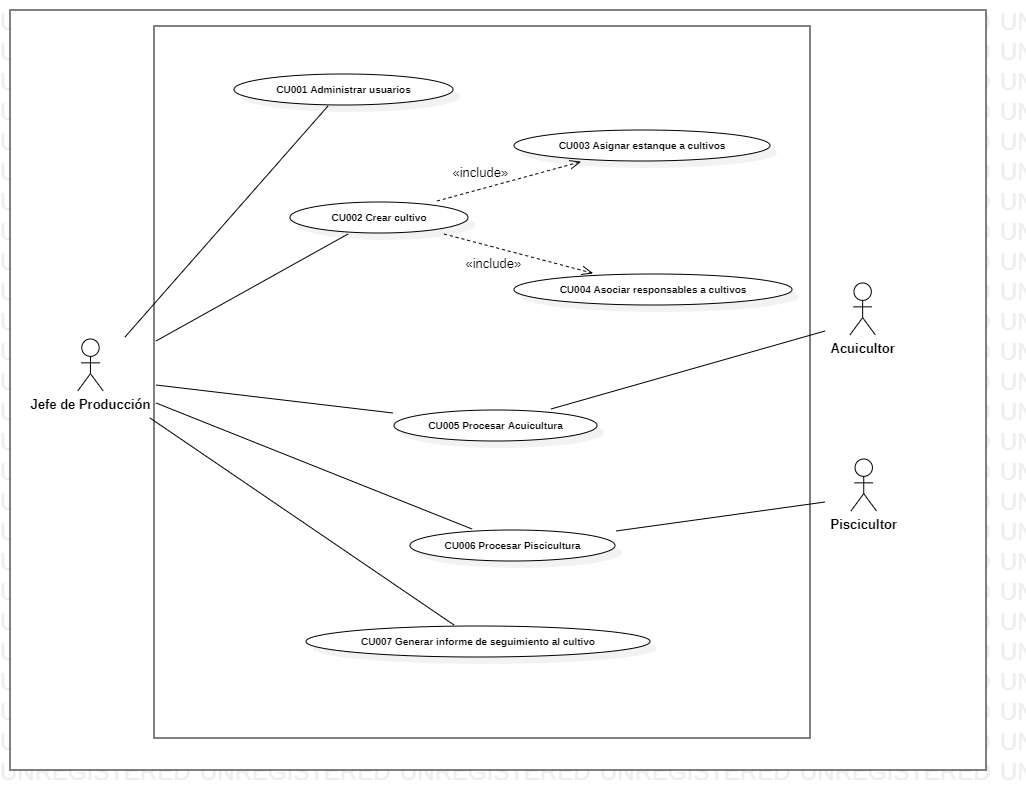 CU001 Administrar usuarios
CU003 Asignar estanque a cultivos
«include»
CU002 Crear cultivo
«include»
CU004 Asociar responsables a cultivos
Acuicultor
Jefe de Producción
CU005 Procesar Acuicultura
Piscicultor
CU006 Procesar Piscicultura
CU007 Generar informe de seguimiento al cultivo
UNREGISTERED UNREGISTERED UNREGISTERED UNREGISTERED UNREGISTERED UN